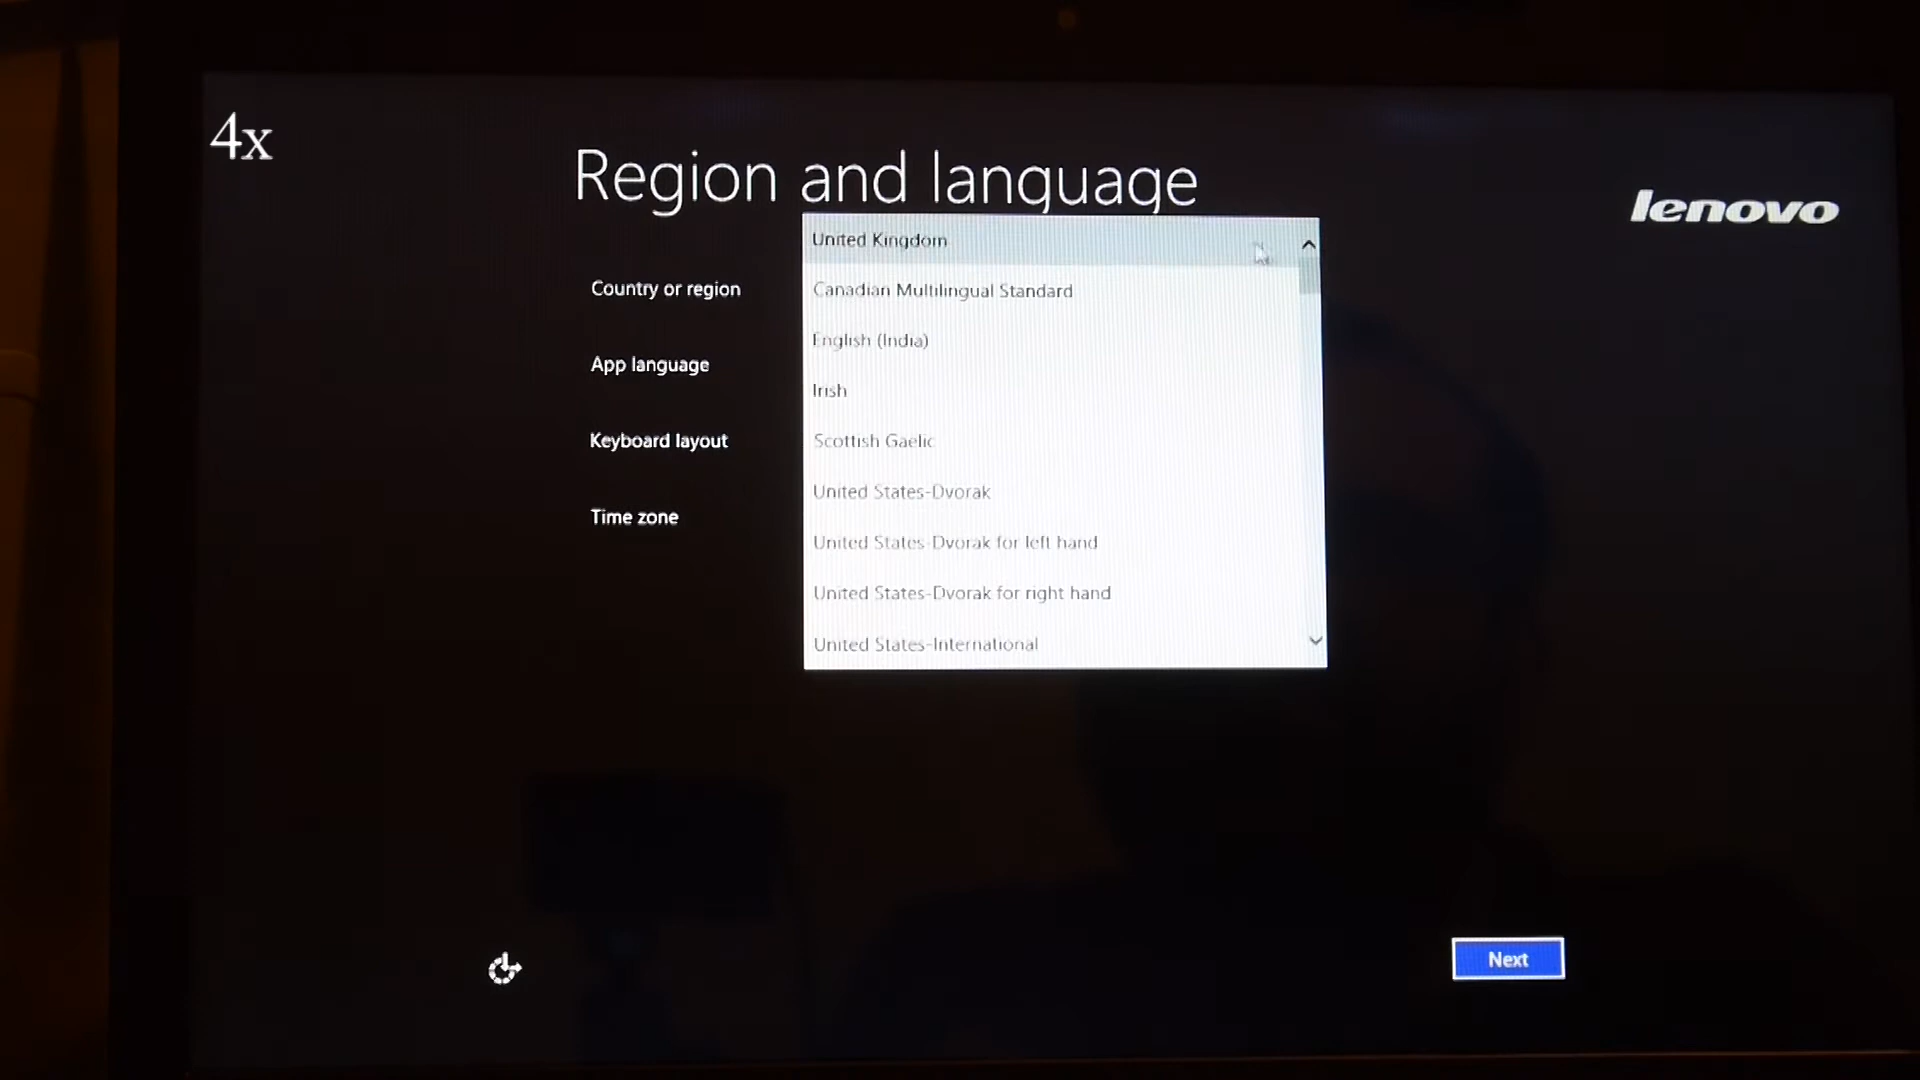 4x
Region and language
lenovo
Country or region
App language
Keyboard layout
Time zone
United Kingdom
Canadian Multilingual Standard
English (India)
Irish
Scottish Gaelic
United States-Dvorak
United States-Dvorak for left hand
United States-Dvorak for right hand
United States-International
Next